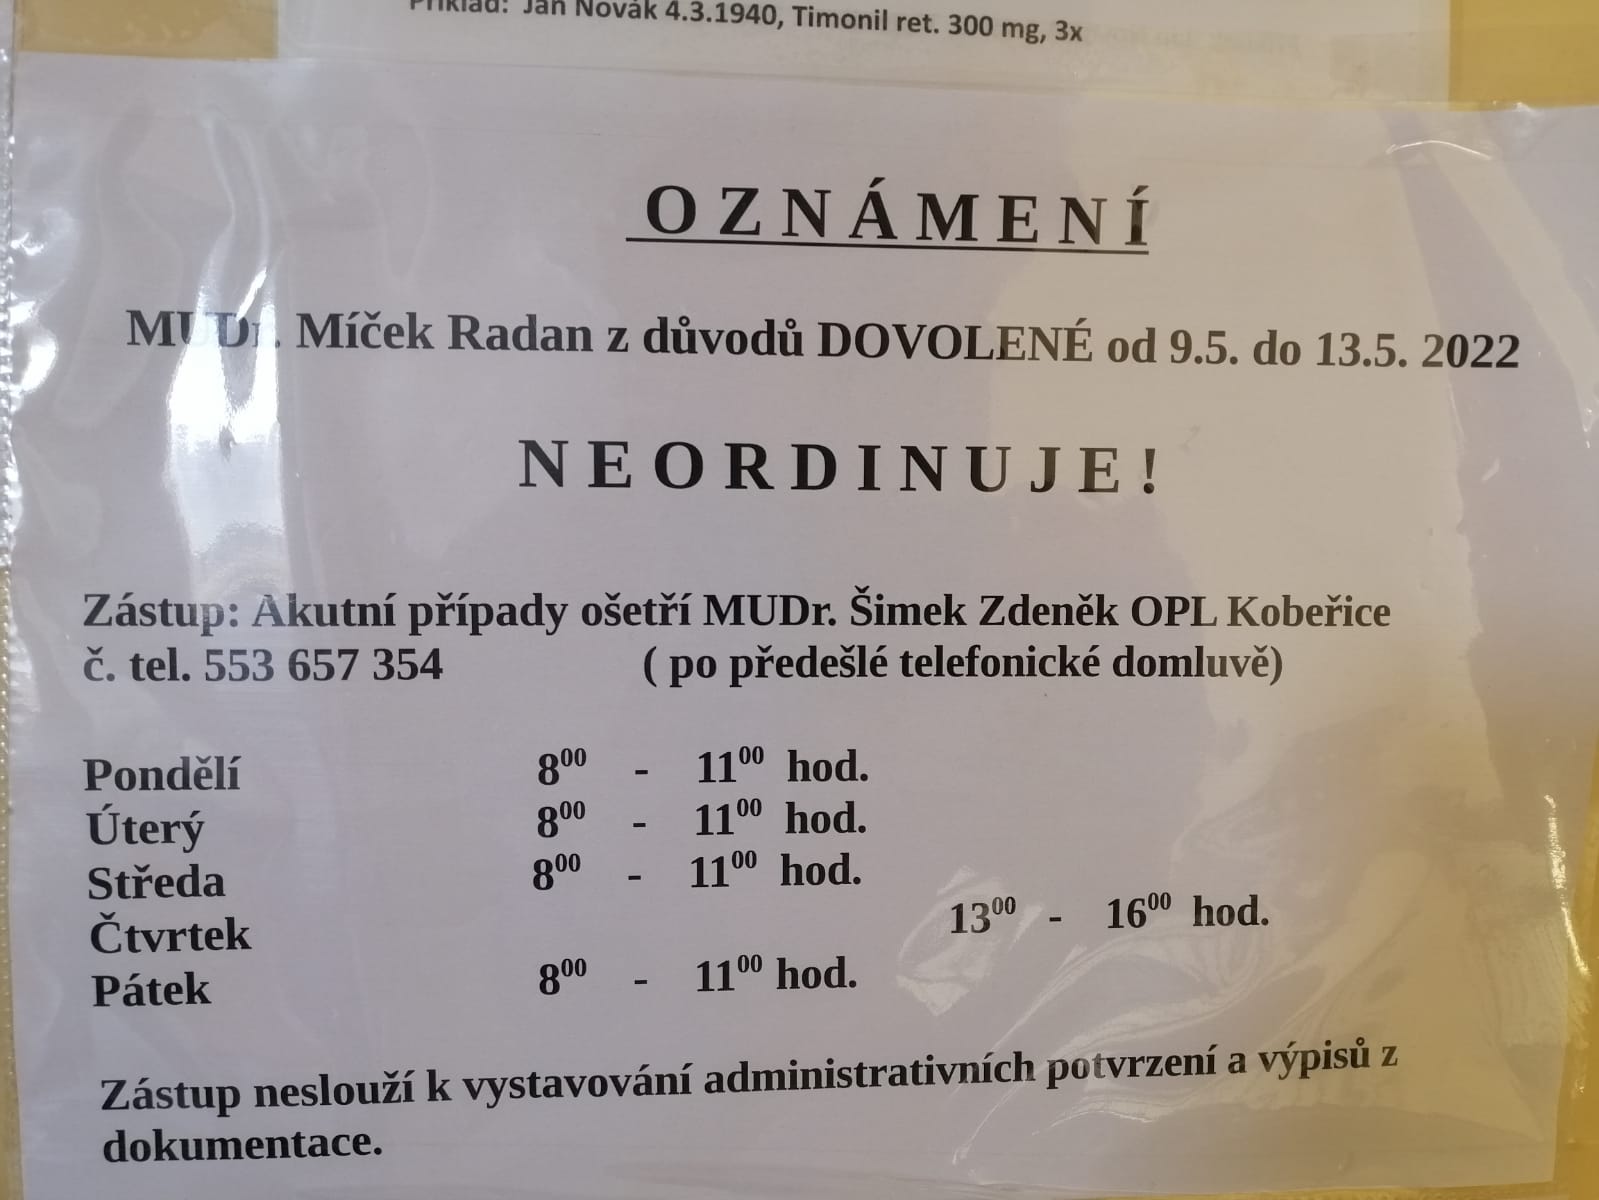 Příklad: Jan Novák 4.3.1940, Timonil ret. 300 mg, 3x
OZNÁMENÍ
MUDr. Míček Radan z důvodů DOVOLENÉ od 9.5. do 13.5. 2022
NEORDINUJE!
Zástup: Akutní případy ošetří MUDr. Šimek Zdeněk OPL Kobeřice
č. tel. 553 657 354 ( po předešlé telefonické domluvě)
Pondělí 8⁰⁰ - 11⁰⁰ hod.
Úterý 8⁰⁰ - 11⁰⁰ hod.
Středa 8⁰⁰ - 11⁰⁰ hod.
Čtvrtek 13⁰⁰ - 16⁰⁰ hod.
Pátek 8⁰⁰ - 11⁰⁰ hod.
Zástup neslouží k vystavování administrativních potvrzení a výpisů z
dokumentace.